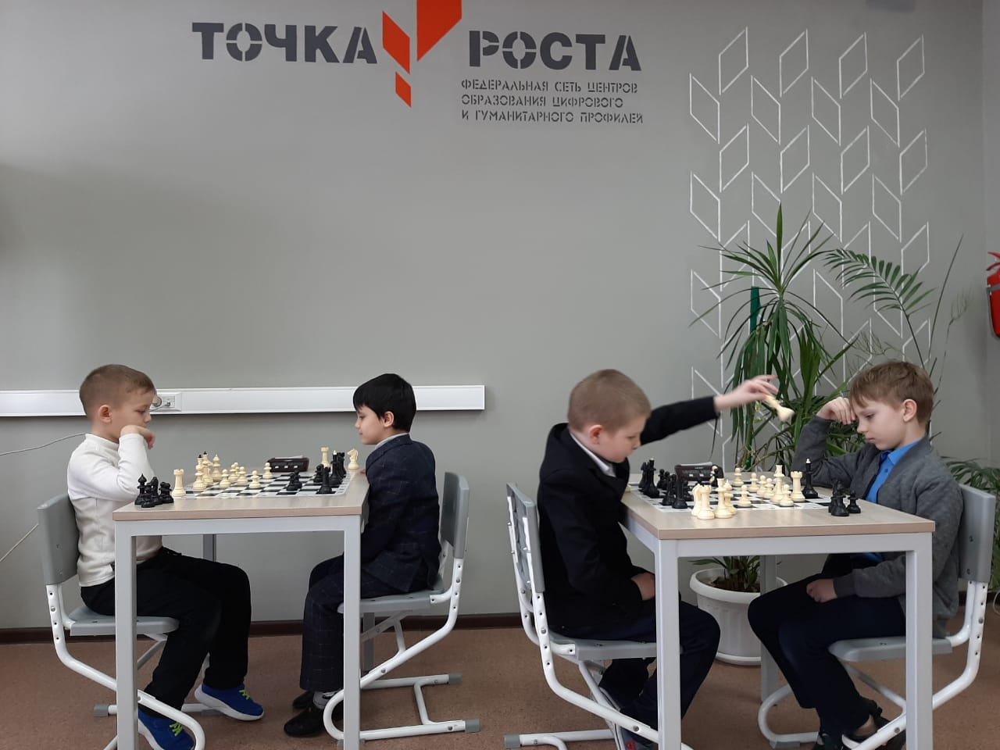 ТОЧКА РОСТА
ФЕДЕРАЛЬНАЯ СЕТЬ ЦЕНТРОВ
ОБРАЗОВАНИЯ ЦИФРОВОГО
И ГУМАНИТАРНОГО ПРОФИЛЕЙ